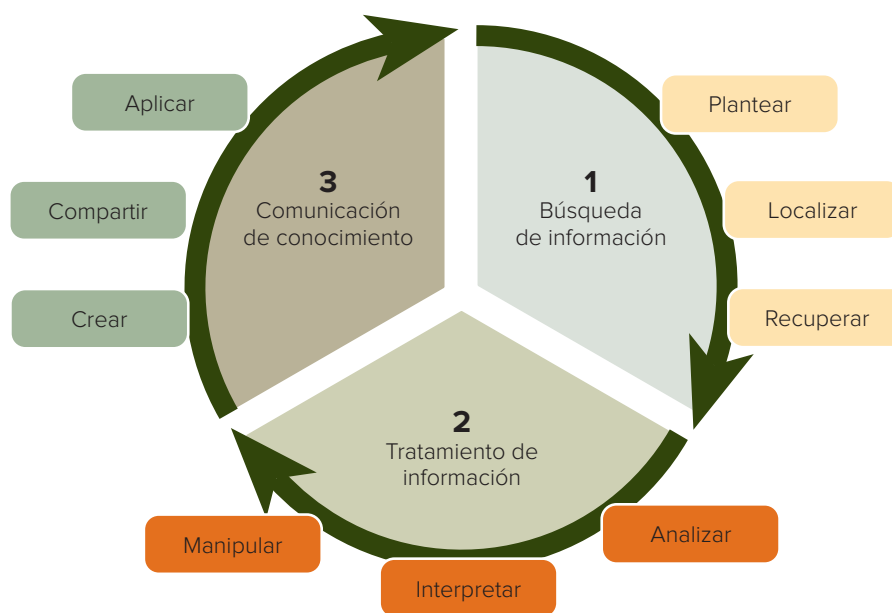 1
Búsqueda
de información
Plantear
Localizar
Recuperar
2
Tratamiento de
información
Analizar
Interpretar
Manipular
3
Comunicación
de conocimiento
Crear
Compartir
Aplicar